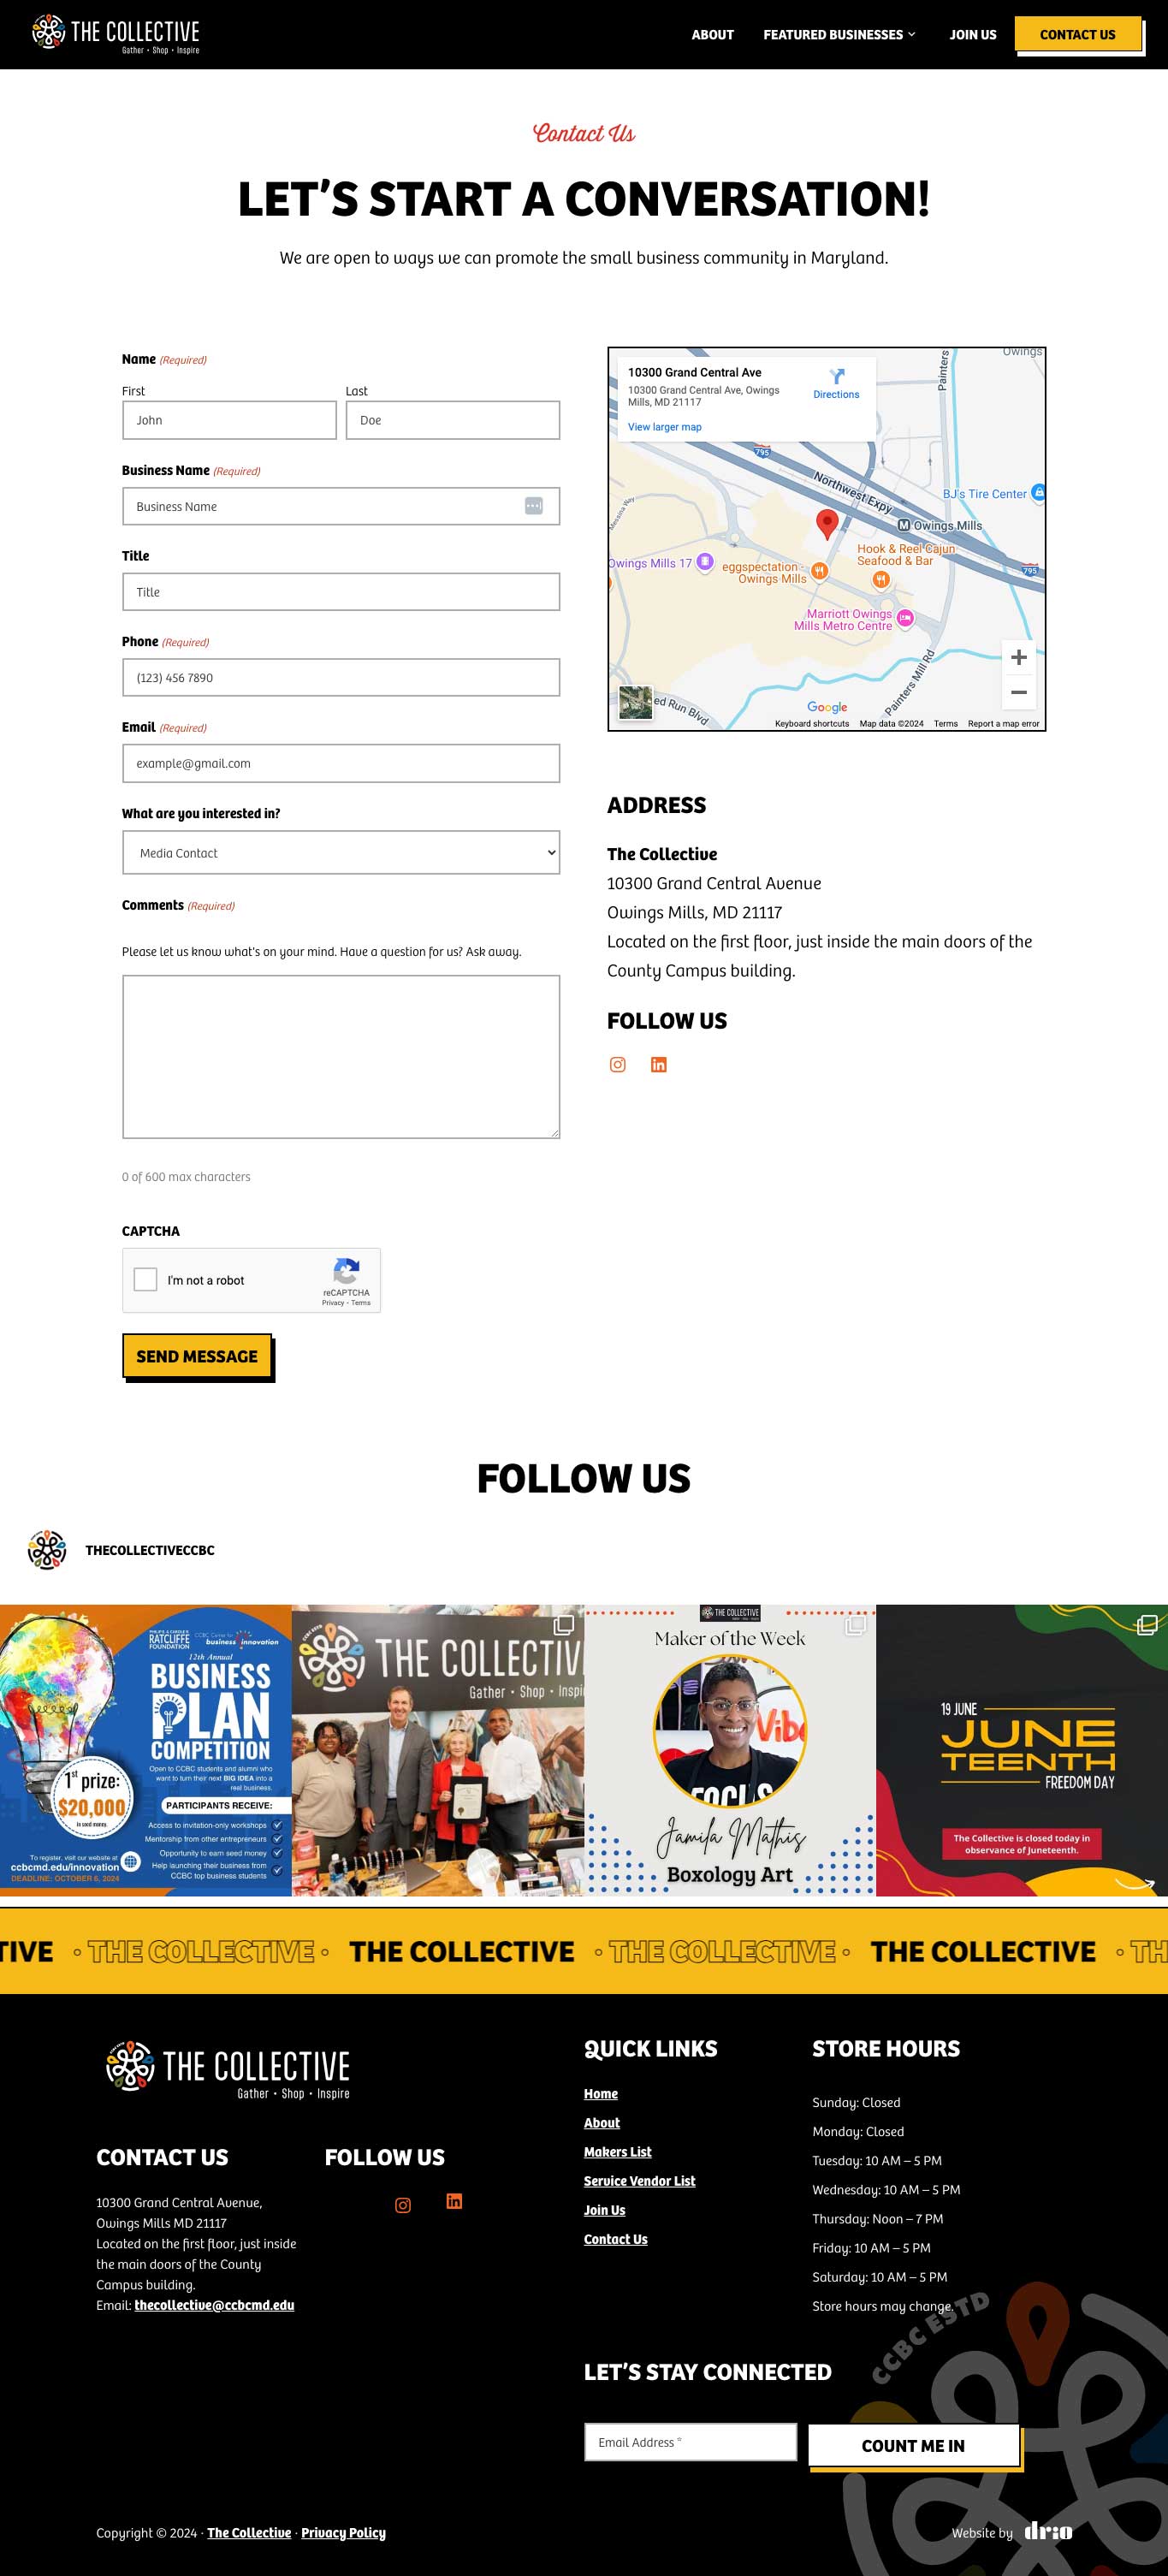 THE COLLECTIVE
Gather • Shop • Inspire
ABOUT
FEATURED BUSINESSES
JOIN US
CONTACT US
Contact Us
LET'S START A CONVERSATION!
We are open to ways we can promote the small business community in Maryland.
Name (Required)
First
Last
John
Doe
Business Name (Required)
Business Name
Title
Title
Phone (Required)
(123) 456 7890
Email (Required)
example@gmail.com
What are you interested in?
Media Contact
Comments (Required)
Please let us know what's on your mind. Have a question for us? Ask away.
0 of 600 max characters
CAPTCHA
I'm not a robot
reCAPTCHA
Privacy - Terms
SEND MESSAGE
10300 Grand Central Ave
10300 Grand Central Ave, Owings
Mills, MD 21117
Directions
View larger map
Owings
Painters
795
Northwest Expy
BJ's Tire Center
Messina Way
Owings Mills
Hook & Reel Cajun
Seafood & Bar
Owings Mills 17
eggspectation -
Owings Mills
795
Marriott Owings
Mills Metro Centre
Painters Mill Rd
ed Run Blvd
Google
Keyboard shortcuts
Map data ©2024
Terms
Report a map error
ADDRESS
The Collective
10300 Grand Central Avenue
Owings Mills, MD 21117
Located on the first floor, just inside the main doors of the
County Campus building.
FOLLOW US
FOLLOW US
THECOLLECTIVECCBC
RATCLIFFE
FOUNDATION
CCBC Center for
business innovation
12th Annual
BUSINESS
PLAN
COMPETITION
Open to CCBC students and alumni who
want to turn their next BIG IDEA into a
real business.
1st prize:
$20,000
in seed money.
PARTICIPANTS RECEIVE:
Access to invitation-only workshops
Mentorship from other entrepreneurs
Opportunity to earn seed money
Help launching their business from
CCBC top business students
To register, visit our website at
ccbcmd.edu/innovation
DEADLINE: OCTOBER 6, 2024
THE COLLECTIV
Gather • Shop • Inspi
THE COLLECTIVE
Maker of the Week
Vibe
FOCUS
Jamila Mathis
Boxology Art
19 JUNE
JUNE
TEENTH
FREEDOM DAY
The Collective is closed today in
observance of Juneteenth.
TIVE • THE COLLECTIVE • THE COLLECTIVE • THE COLLECTIVE • THE COLLECTIVE • TH
THE COLLECTIVE
Gather • Shop • Inspire
CONTACT US
10300 Grand Central Avenue,
Owings Mills MD 21117
Located on the first floor, just inside
the main doors of the County
Campus building.
Email: thecollective@ccbcmd.edu
FOLLOW US
QUICK LINKS
Home
About
Makers List
Service Vendor List
Join Us
Contact Us
STORE HOURS
Sunday: Closed
Monday: Closed
Tuesday: 10 AM – 5 PM
Wednesday: 10 AM – 5 PM
Thursday: Noon – 7 PM
Friday: 10 AM – 5 PM
Saturday: 10 AM – 5 PM
Store hours may change.
CCBC ESTD
LET'S STAY CONNECTED
Email Address *
COUNT ME IN
Copyright © 2024 · The Collective · Privacy Policy
Website by drio